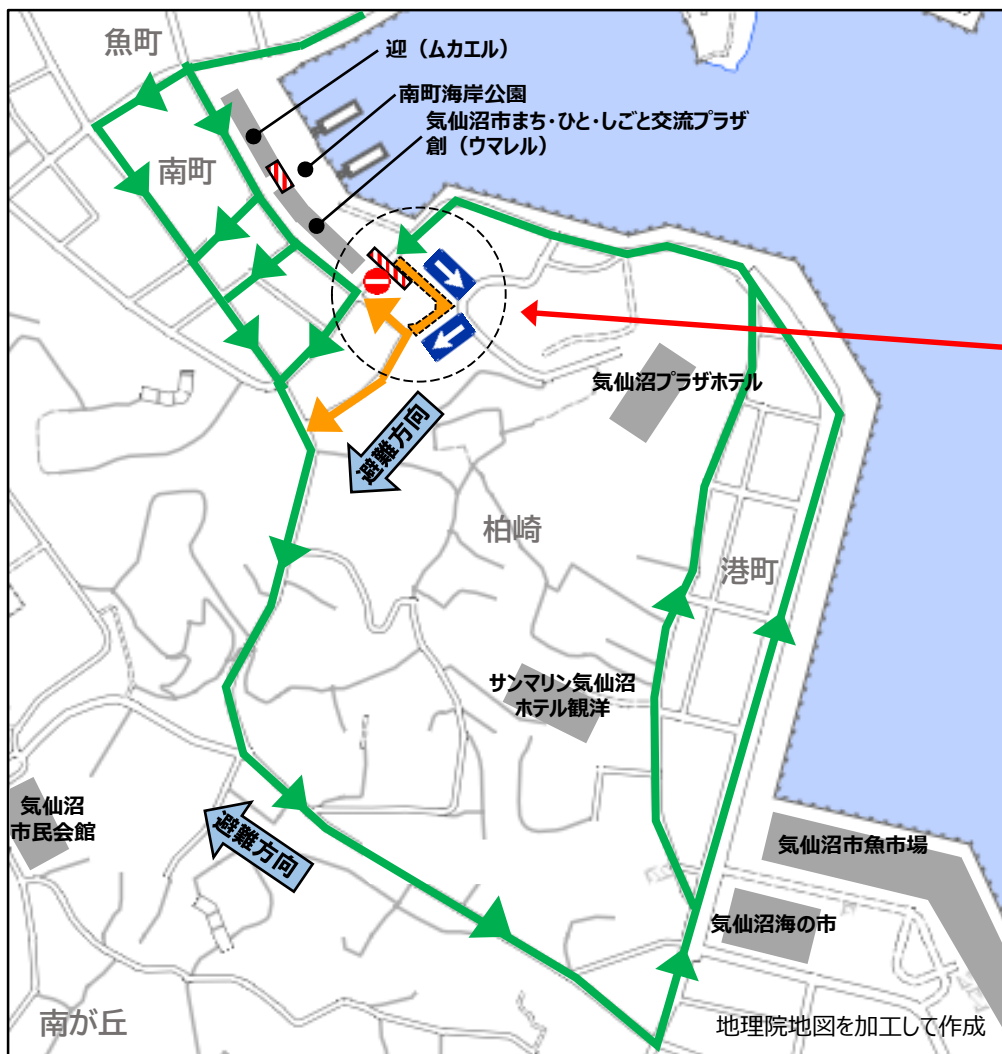 魚町
迎（ムカエル）
南町海岸公園
気仙沼市まち・ひと・しごと交流プラザ
創（ウマレル）
南町
気仙沼プラザホテル
避難方向
柏崎
港町
サンマリン気仙沼
ホテル観洋
気仙沼
市民会館
避難方向
気仙沼市魚市場
気仙沼海の市
南が丘
地理院地図を加工して作成